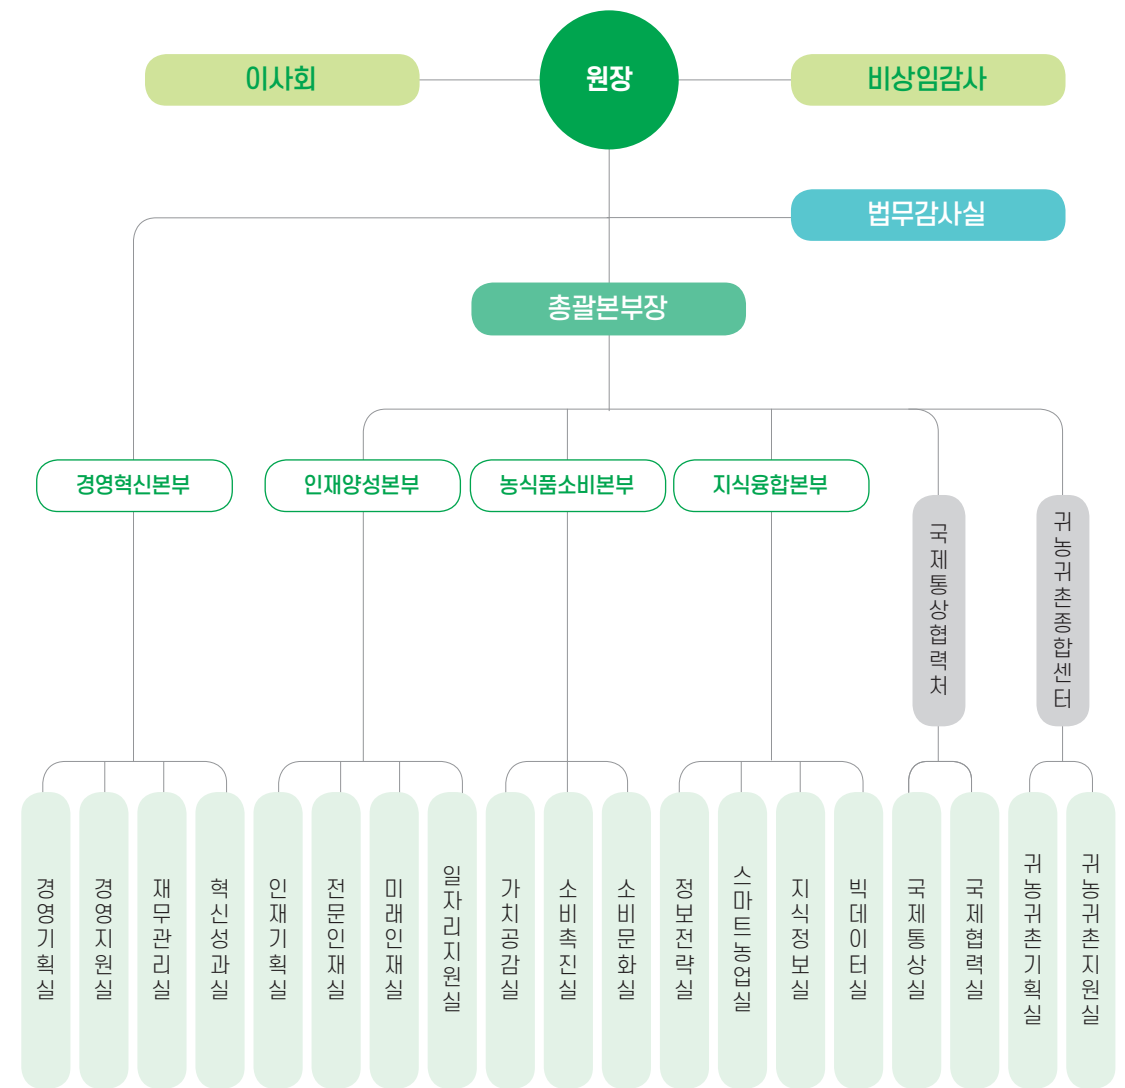 이사회
원장
비상임감사
법무감사실
총괄본부장
경영혁신본부
인재양성본부
농식품소비본부
지식융합본부
국제통상협력처
귀농귀촌종합센터
경영기획실
경영지원실
재무관리실
혁신성과실
인재기획실
전문인재실
미래인재실
일자리지원실
가치공감실
소비촉진실
소비문화실
정보전략실
스마트농업실
지식정보실
빅데이터실
국제통상실
국제협력실
귀농귀촌기획실
귀농귀촌지원실